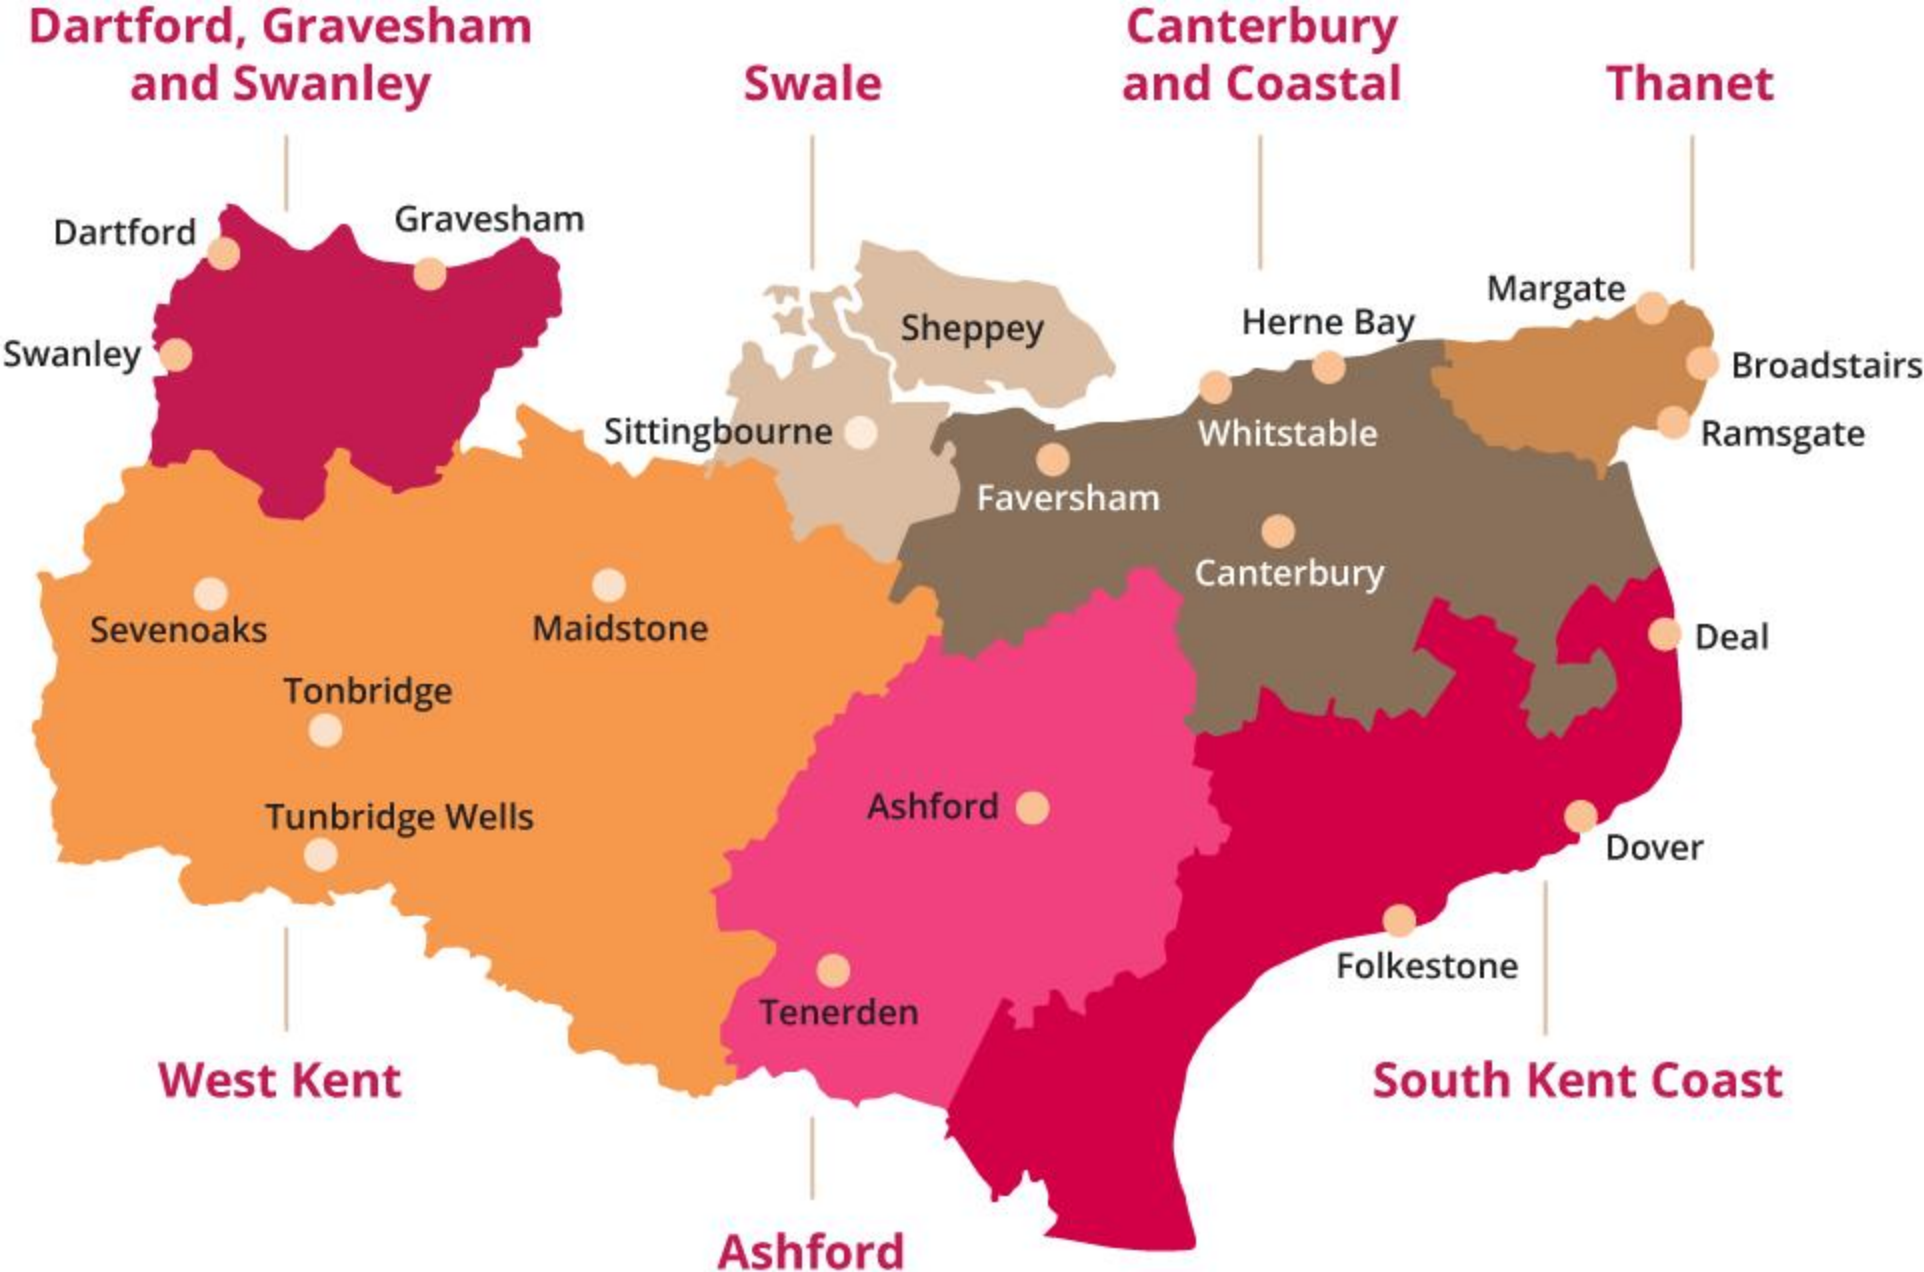 Dartford, Gravesham
and Swanley
Swale
Canterbury
and Coastal
Thanet
Dartford
Gravesham
Swanley
Sheppey
Sittingbourne
Herne Bay
Margate
Broadstairs
Ramsgate
Whitstable
Faversham
Canterbury
Sevenoaks
Maidstone
Deal
Tonbridge
Tunbridge Wells
Ashford
Dover
Folkestone
Tenerden
West Kent
South Kent Coast
Ashford